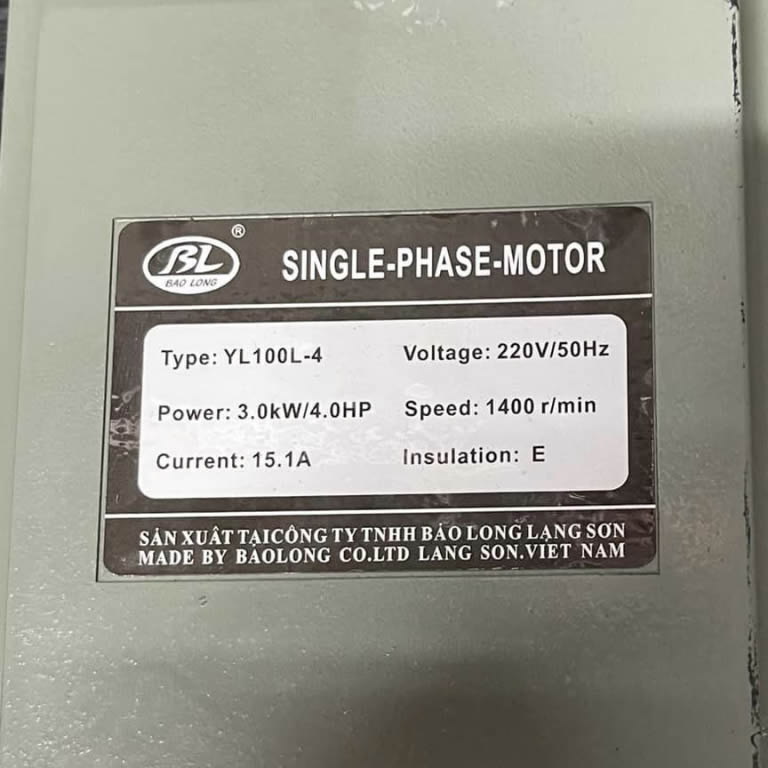 BL ®
BAO LONG
SINGLE-PHASE-MOTOR
Type: YL100L-4 Voltage: 220V/50Hz
Power: 3.0kW/4.0HP Speed: 1400 r/min
Current: 15.1A Insulation: E
SẢN XUẤT TẠICÔNG TY TNHH BẢO LONG LẠNG SƠN
MADE BY BẢOLONG CO.LTD LANG SON.VIET NAM